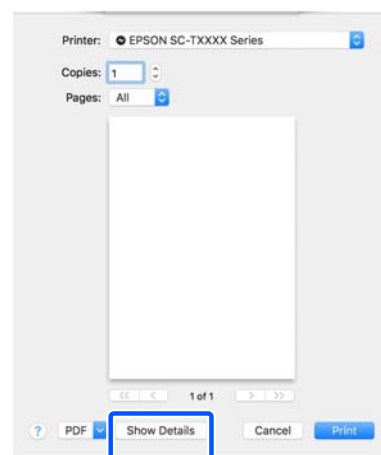 Printer: EPSON SC-TXXXX Series
Copies: 1
Pages: All
<< < 1 of 1 > >>
? PDF Show Details Cancel Print